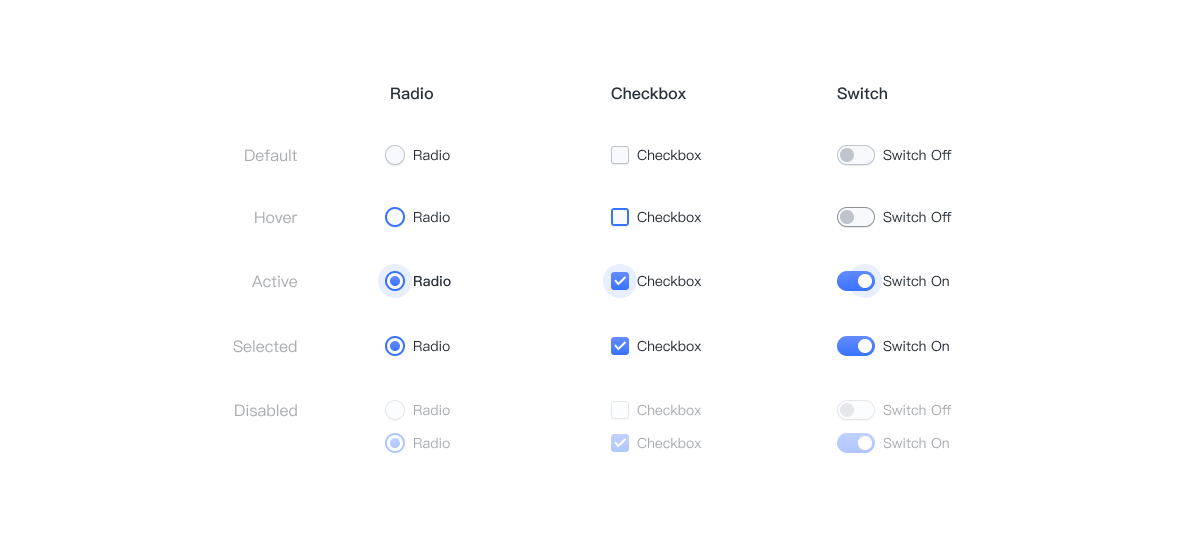 Radio Checkbox Switch
Default Radio Checkbox Switch Off
Hover Radio Checkbox Switch Off
Active Radio Checkbox Switch On
Selected Radio Checkbox Switch On
Disabled Radio Checkbox Switch Off
Radio Checkbox Switch On